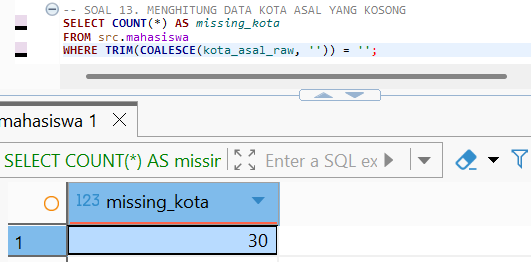 -- SOAL 13. MENGHITUNG DATA KOTA ASAL YANG KOSONG
SELECT COUNT(*) AS missing_kota
FROM src.mahasiswa
WHERE TRIM(COALESCE(kota_asal_raw, '')) = '';
mahasiswa 1
SELECT COUNT(*) AS missir
Enter a SQL ex
123 missing_kota
1
30